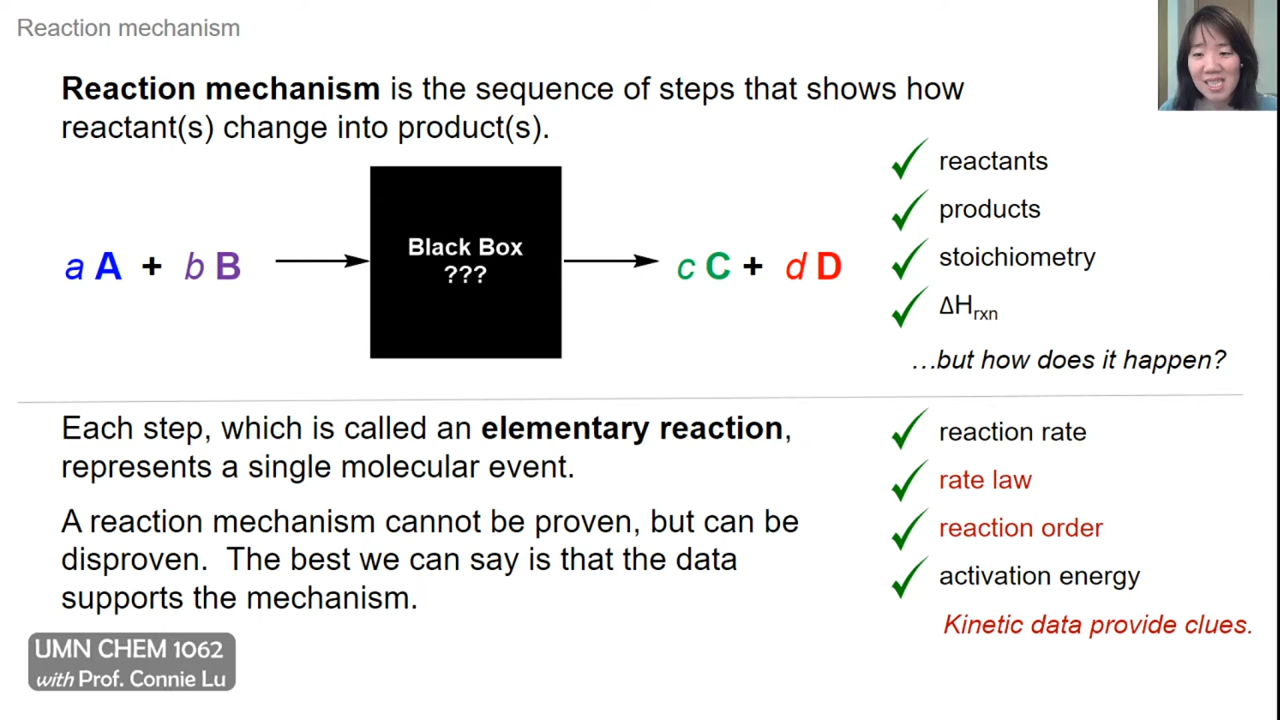 Reaction mechanism
Reaction mechanism is the sequence of steps that shows how
reactant(s) change into product(s).
a A + b B
Black Box
???
c C + d D
reactants
products
stoichiometry
ΔHrxn
...but how does it happen?
Each step, which is called an elementary reaction,
represents a single molecular event.
A reaction mechanism cannot be proven, but can be
disproven. The best we can say is that the data
supports the mechanism.
reaction rate
rate law
reaction order
activation energy
Kinetic data provide clues.
UMN CHEM 1062
with Prof. Connie Lu